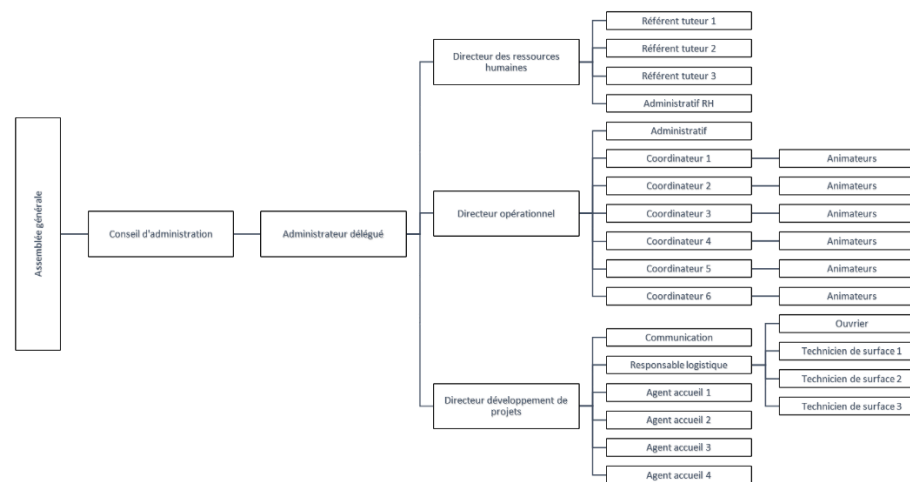 Assemblée générale
Conseil d'administration
Administrateur délégué
Directeur des ressources
humaines
Référent tuteur 1
Référent tuteur 2
Référent tuteur 3
Administratif RH
Directeur opérationnel
Administratif
Coordinateur 1
Animateurs
Coordinateur 2
Animateurs
Coordinateur 3
Animateurs
Coordinateur 4
Animateurs
Coordinateur 5
Animateurs
Coordinateur 6
Animateurs
Directeur développement de
projets
Communication
Responsable logistique
Ouvrier
Technicien de surface 1
Technicien de surface 2
Technicien de surface 3
Agent accueil 1
Agent accueil 2
Agent accueil 3
Agent accueil 4